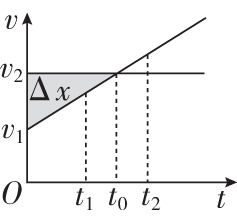 v
v₂
Δx
v₁
O t₁ t₀ t₂ t